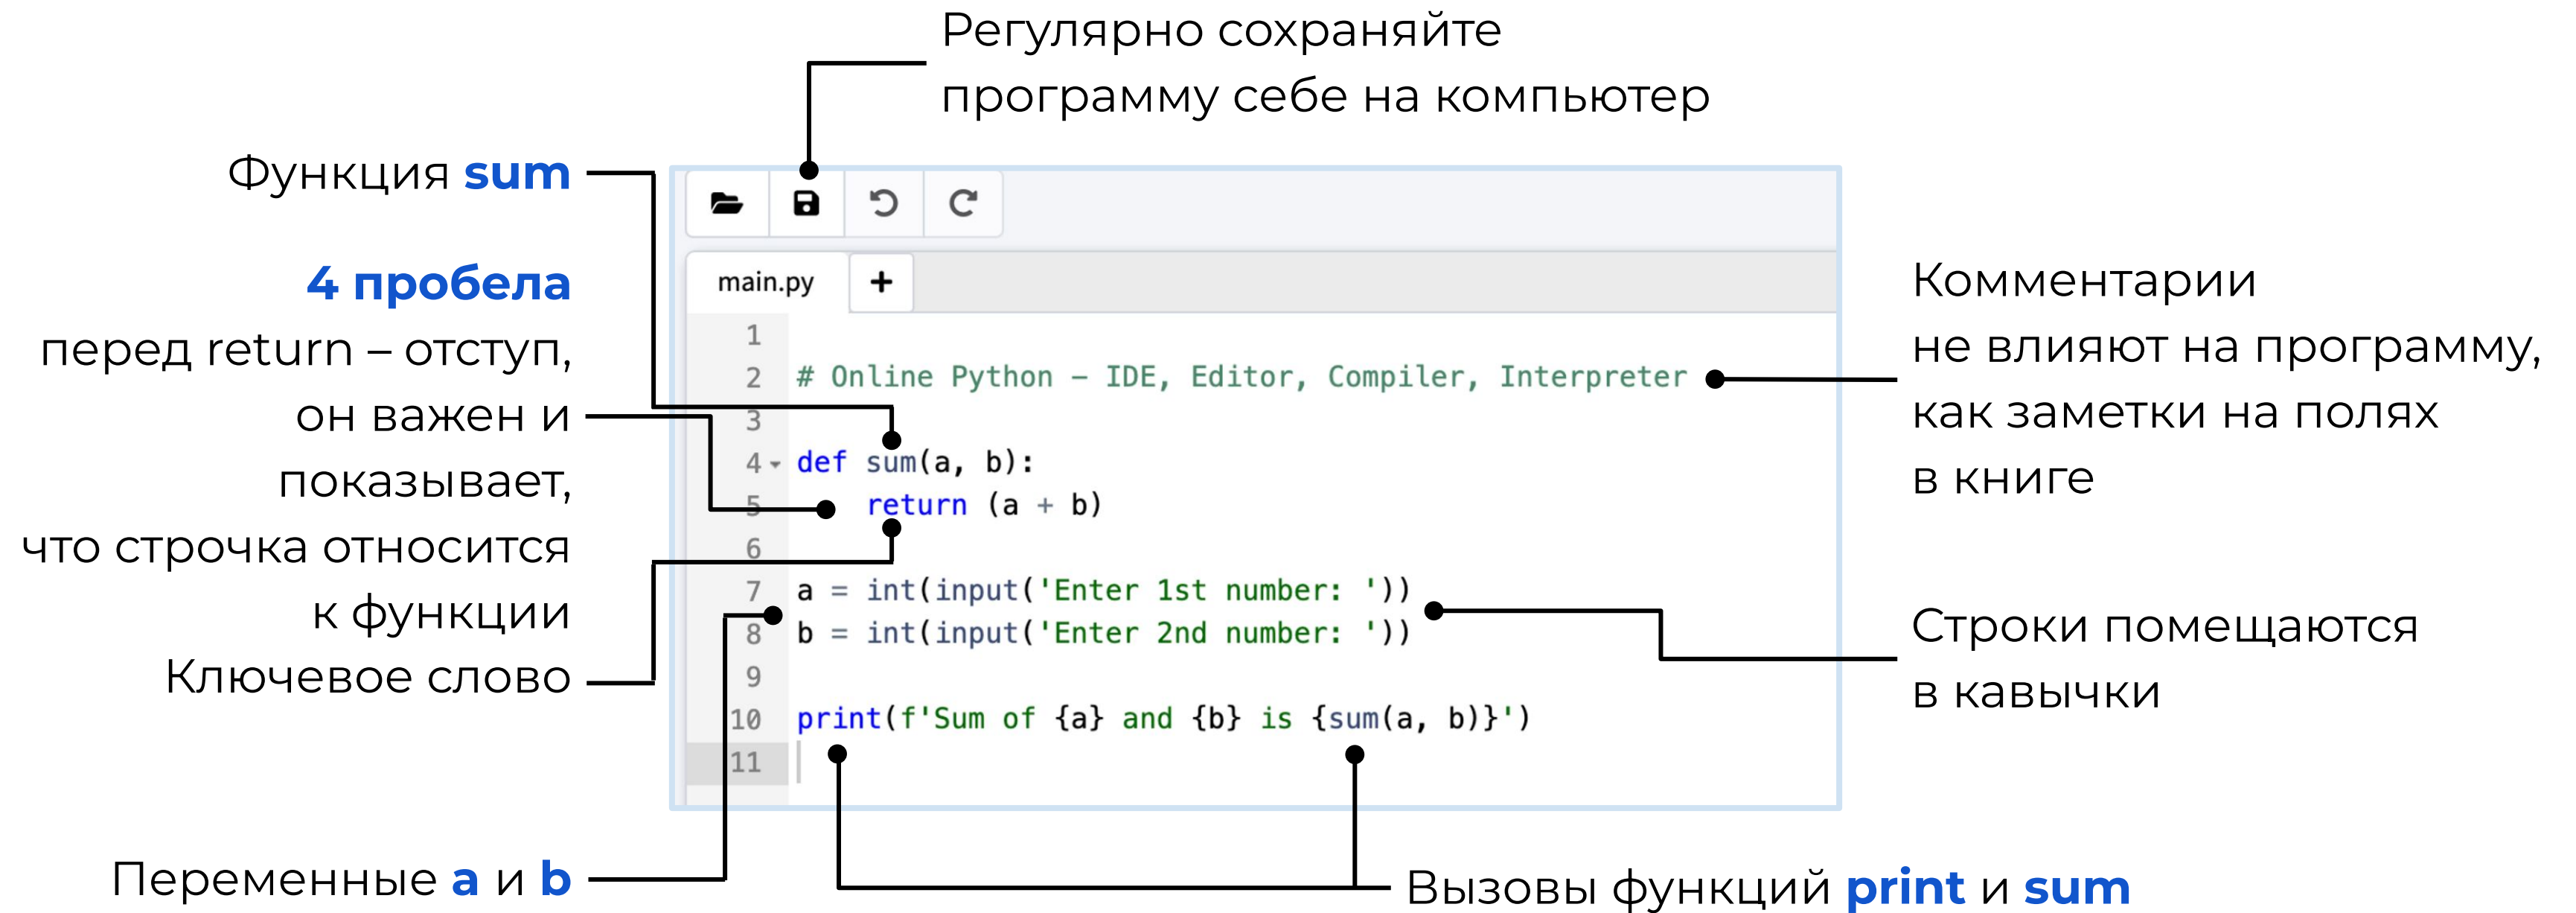 Регулярно сохраняйте
программу себе на компьютер
Функция sum
4 пробела
перед return – отступ,
он важен и
показывает,
что строчка относится
к функции
Ключевое слово
Переменные a и b
main.py +
1
2 # Online Python - IDE, Editor, Compiler, Interpreter
3
4 def sum(a, b):
5     return (a + b)
6
7 a = int(input('Enter 1st number: '))
8 b = int(input('Enter 2nd number: '))
9
10 print(f'Sum of {a} and {b} is {sum(a, b)}')
11
Комментарии
не влияют на программу,
как заметки на полях
в книге
Строки помещаются
в кавычки
Вызовы функций print и sum